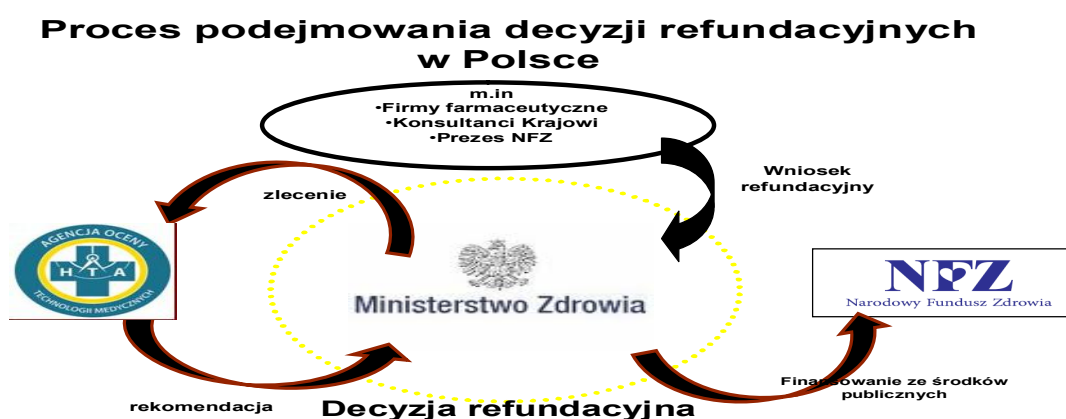 Proces podejmowania decyzji refundacyjnych
w Polsce
m.in
•Firmy farmaceutyczne
•Konsultanci Krajowi
•Prezes NFZ
Wniosek
refundacyjny
zlecenie
AGENCJA OCENY
HTA
TECHNOLOGII MEDYCZNYCH
Ministerstwo Zdrowia
NFZ
Narodowy Fundusz Zdrowia
Finansowanie ze środków
publicznych
rekomendacja
Decyzja refundacyjna